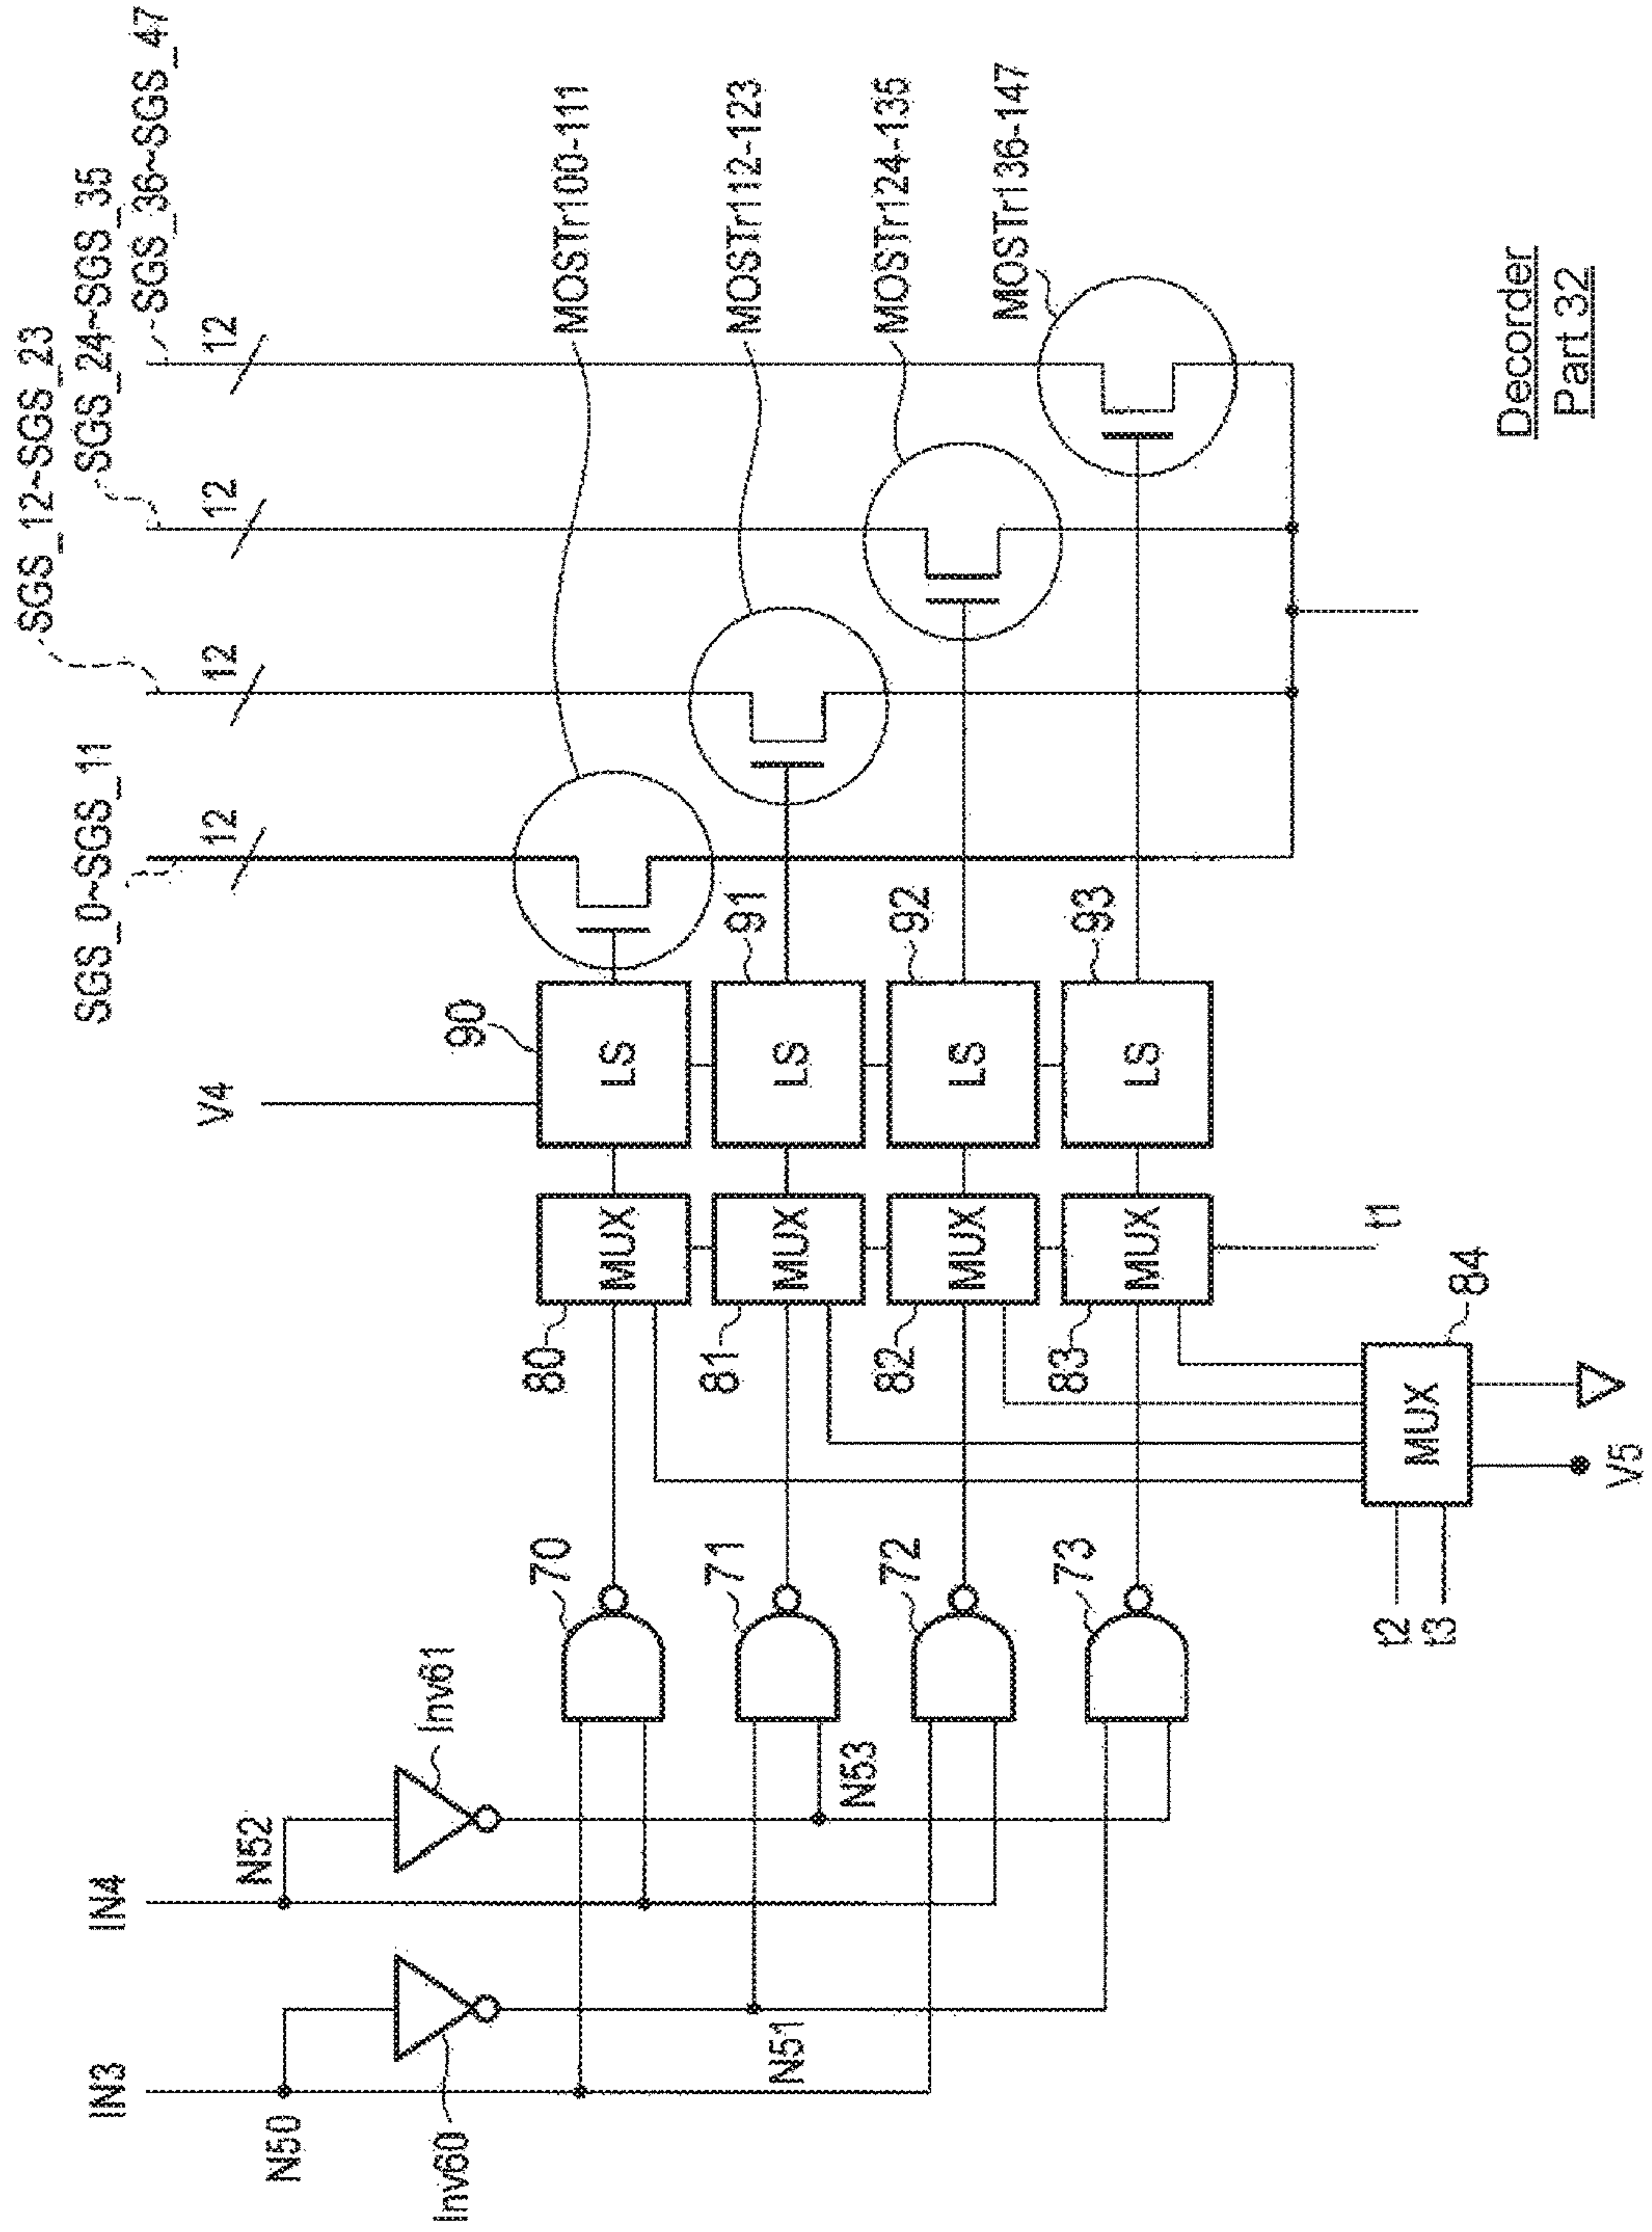 SGS_12~SGS_23
SGS_24~SGS_35
SGS_36~SGS_47
SGS_0~SGS_11
12
12
12
12
MOSTr100-111
MOSTr112-123
MOSTr124-135
MOSTr136-147
V4
90
LS
91
LS
92
LS
93
LS
80
MUX
81
MUX
82
MUX
83
MUX
t1
84
MUX
V5
t2
t3
70
71
72
73
IN4
N52
Inv61
N53
IN3
N50
Inv60
N51
Decorder
Part 32